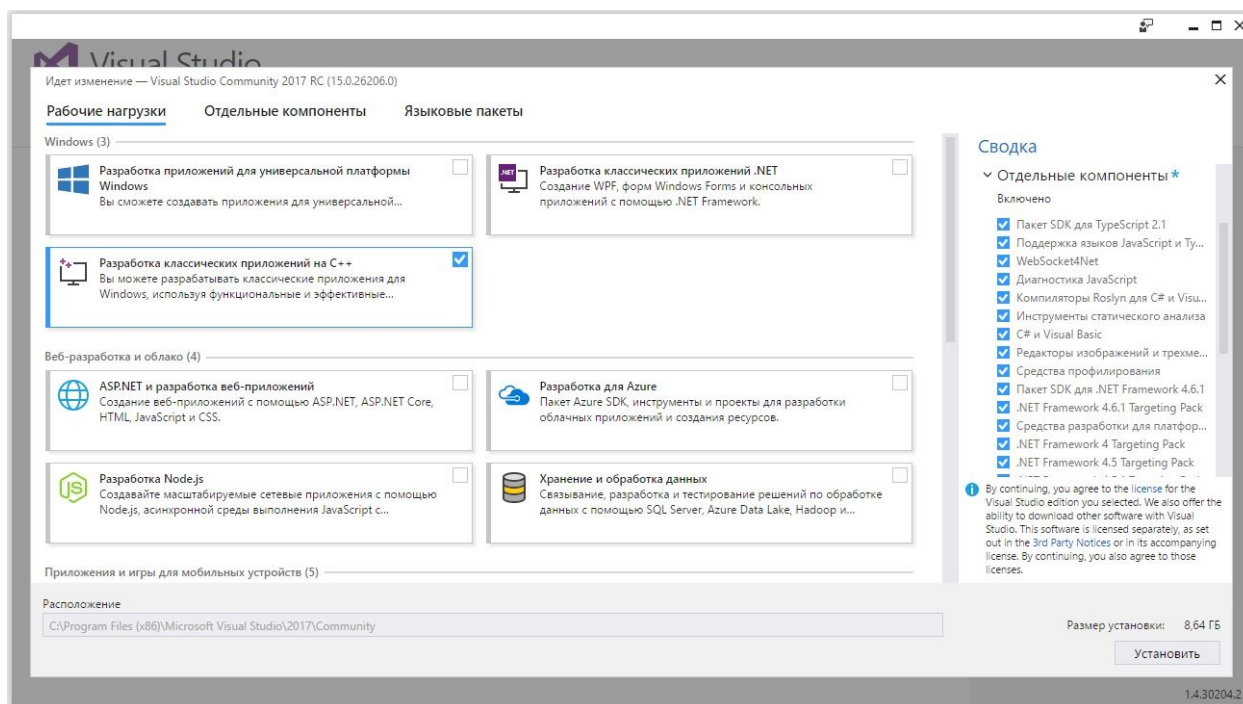 Visual Studio
Идет изменение — Visual Studio Community 2017 RC (15.0.26206.0)
Рабочие нагрузки
Отдельные компоненты
Языковые пакеты
Windows (3)
Разработка приложений для универсальной платформы
Windows
Вы сможете создавать приложения для универсальной...
.NET
Разработка классических приложений .NET
Создание WPF, форм Windows Forms и консольных
приложений с помощью .NET Framework.
Разработка классических приложений на C++
Вы можете разрабатывать классические приложения для
Windows, используя функциональные и эффективные...
Веб-разработка и облако (4)
ASP.NET и разработка веб-приложений
Создание веб-приложений с помощью ASP.NET, ASP.NET Core,
HTML, JavaScript и CSS.
Разработка для Azure
Пакет Azure SDK, инструменты и проекты для разработки
облачных приложений и создания ресурсов.
JS
Разработка Node.js
Создавайте масштабируемые сетевые приложения с помощью
Node.js, асинхронной среды выполнения JavaScript с...
Хранение и обработка данных
Связывание, разработка и тестирование решений по обработке
данных с помощью SQL Server, Azure Data Lake, Hadoop и...
Приложения и игры для мобильных устройств (5)
Сводка
Отдельные компоненты *
Включено
Пакет SDK для TypeScript 2.1
Поддержка языков JavaScript и Ty...
WebSocket4Net
Диагностика JavaScript
Компиляторы Roslyn для C# и Visu...
Инструменты статического анализа
C# и Visual Basic
Редакторы изображений и трехме...
Средства профилирования
Пакет SDK для .NET Framework 4.6.1
.NET Framework 4.6.1 Targeting Pack
Средства разработки для платфор...
.NET Framework 4 Targeting Pack
.NET Framework 4.5 Targeting Pack
By continuing, you agree to the license for the
Visual Studio edition you selected. We also offer the
ability to download other software with Visual
Studio. This software is licensed separately, as set
out in the 3rd Party Notices or in its accompanying
license. By continuing, you also agree to those
licenses.
Расположение
C:\Program Files (x86)\Microsoft Visual Studio\2017\Community
Размер установки: 8,64 ГБ
Установить
1.4.30204.2